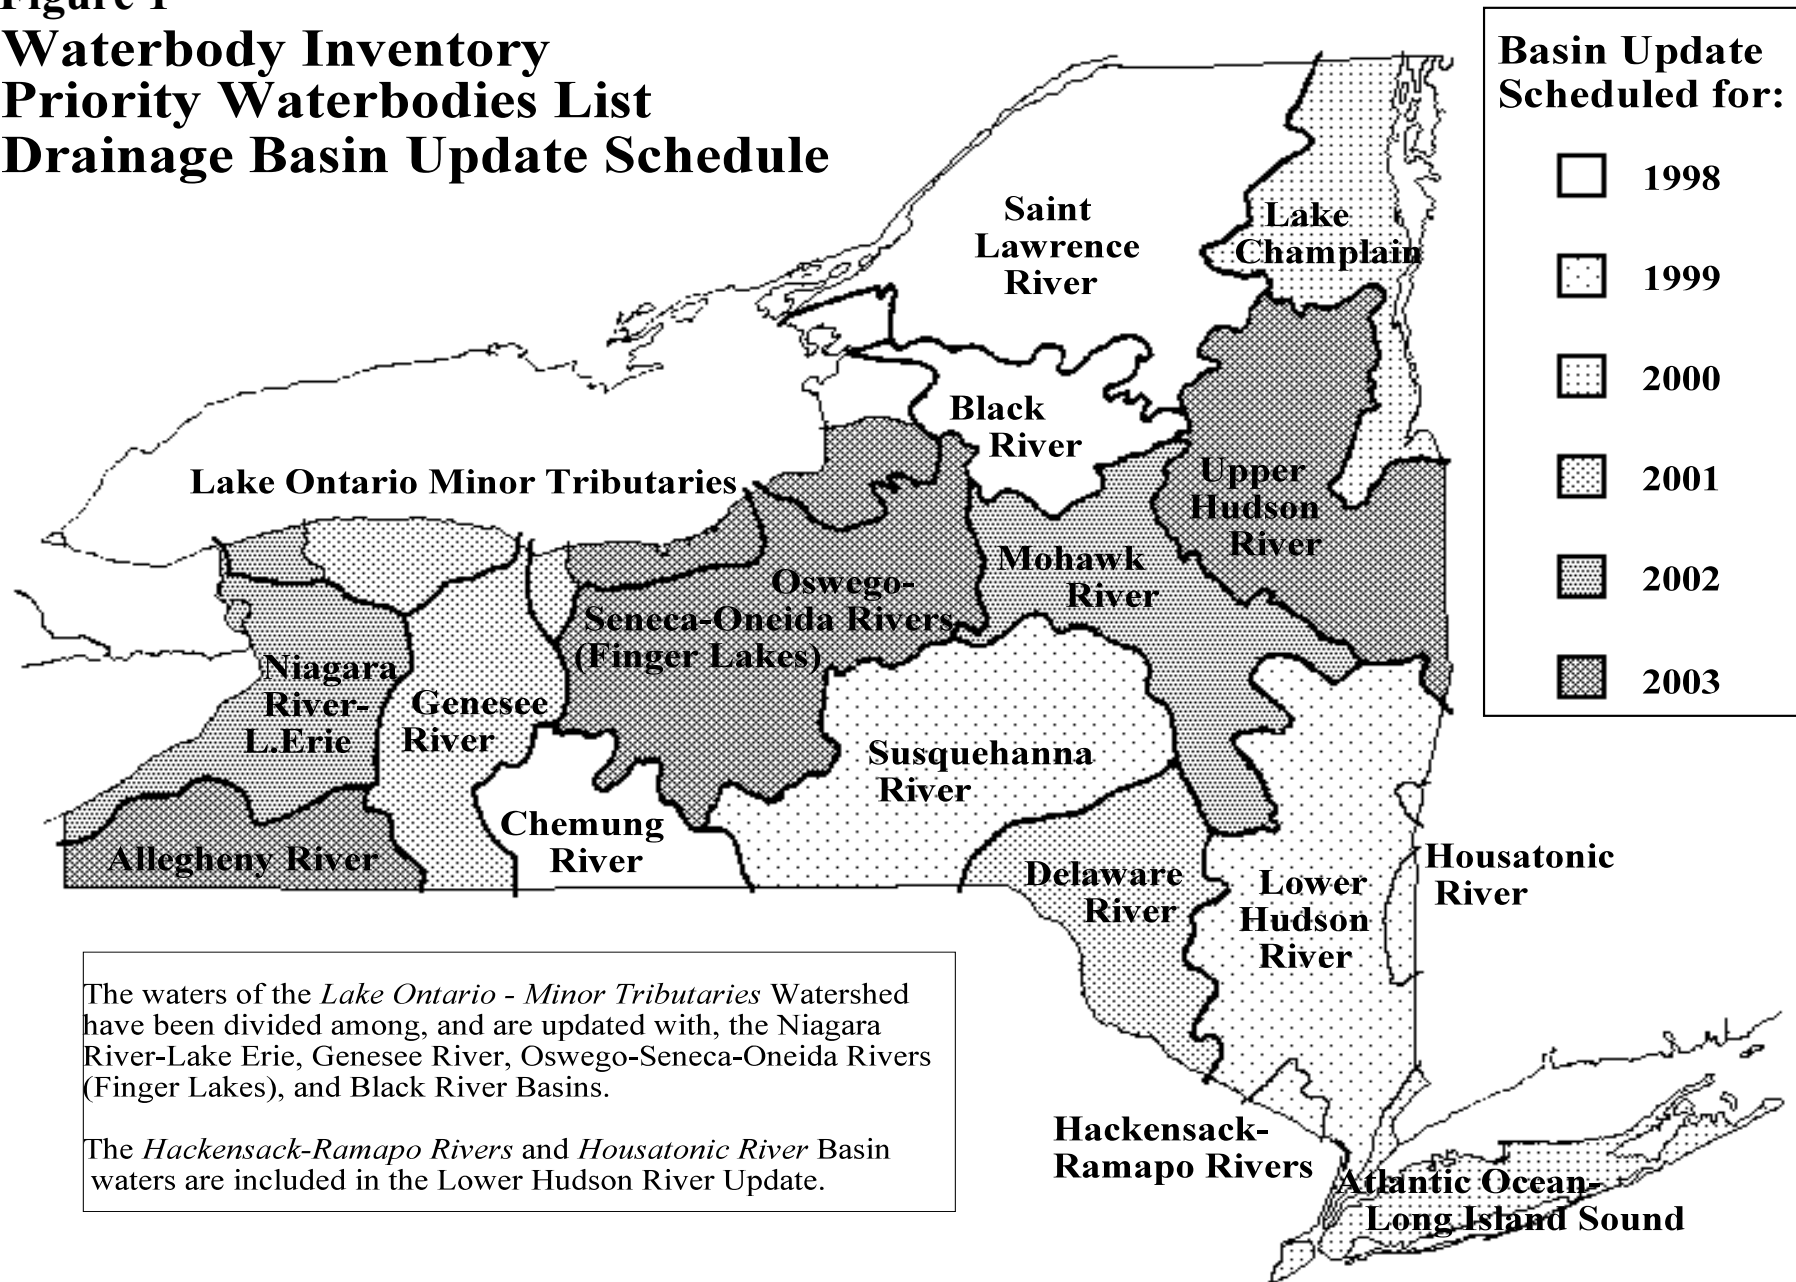 Figure 1
Waterbody Inventory
Priority Waterbodies List
Drainage Basin Update Schedule
Basin Update
Scheduled for:
1998
1999
2000
2001
2002
2003
Saint
Lawrence
River
Lake
Champlain
Black
River
Lake Ontario Minor Tributaries
Upper
Hudson
River
Mohawk
River
Oswego-
Seneca-Oneida Rivers
(Finger Lakes)
Niagara
River-
L.Erie
Genesee
River
Susquehanna
River
Chemung
River
Allegheny River
Delaware
River
Lower
Hudson
River
Housatonic
River
Hackensack-
Ramapo Rivers
Atlantic Ocean-
Long Island Sound
The waters of the Lake Ontario - Minor Tributaries Watershed
have been divided among, and are updated with, the Niagara
River-Lake Erie, Genesee River, Oswego-Seneca-Oneida Rivers
(Finger Lakes), and Black River Basins.
The Hackensack-Ramapo Rivers and Housatonic River Basin
waters are included in the Lower Hudson River Update.